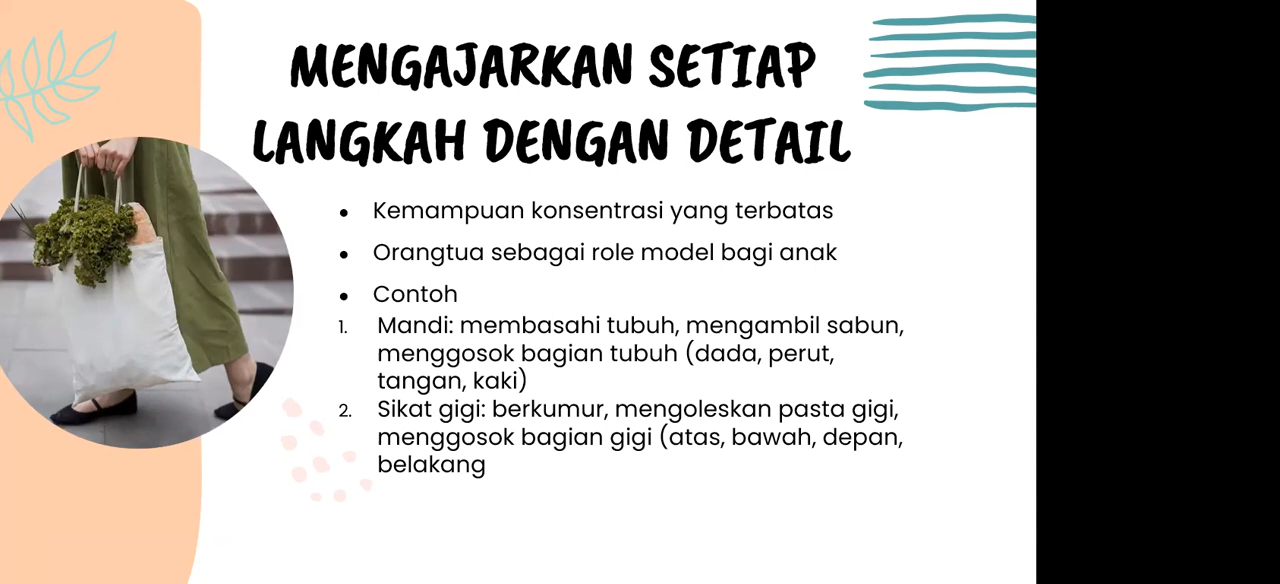 MENGAJARKAN SETIAP
LANGKAH DENGAN DETAIL
• Kemampuan konsentrasi yang terbatas
• Orangtua sebagai role model bagi anak
• Contoh
1. Mandi: membasahi tubuh, mengambil sabun,
menggosok bagian tubuh (dada, perut,
tangan, kaki)
2. Sikat gigi: berkumur, mengoleskan pasta gigi,
menggosok bagian gigi (atas, bawah, depan,
belakang